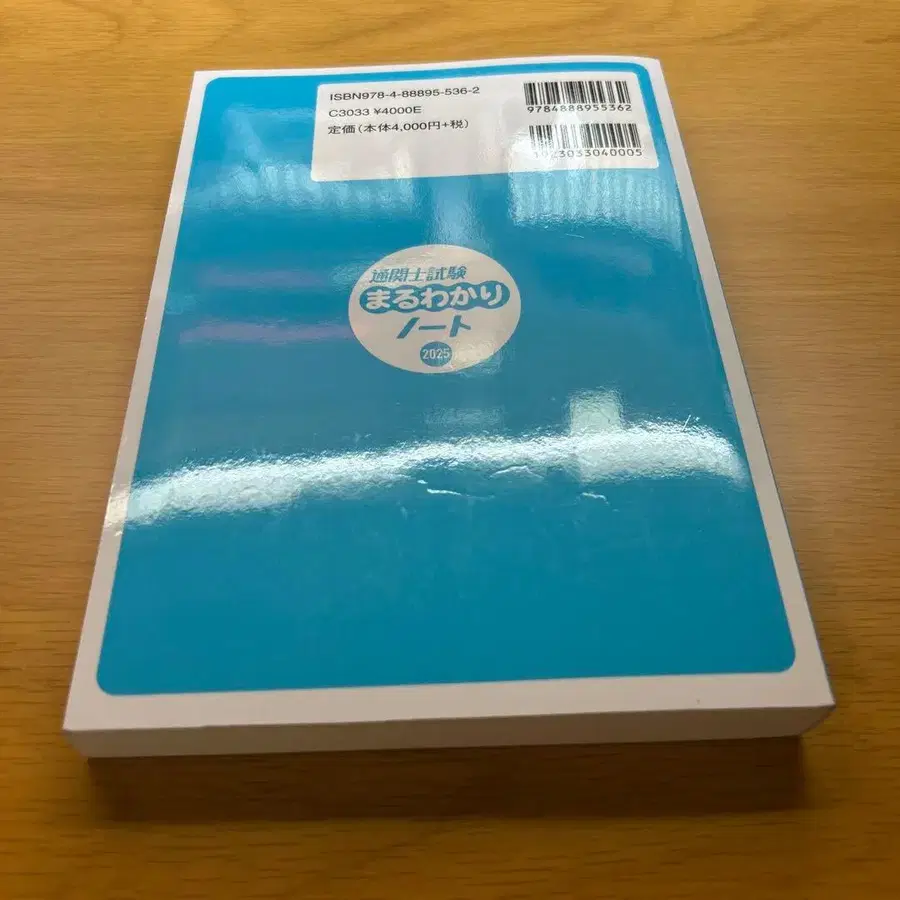 ISBN978-4-88895-536-2
C3033 ¥4000E
定価(本体4,000円+税)
9784888955362
1923033040005
通関士試験
まるわかり
ノート
2025